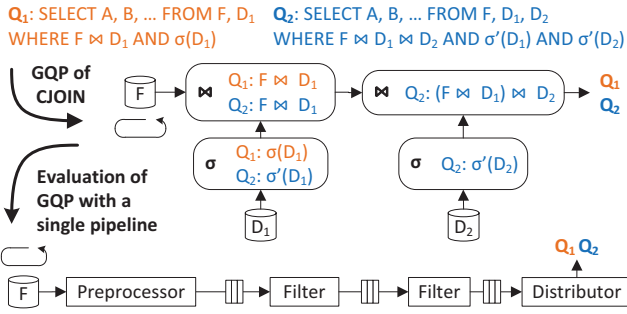 Q1: SELECT A, B, ... FROM F, D1
WHERE F ⋈ D1 AND σ(D1)
Q2: SELECT A, B, ... FROM F, D1, D2
WHERE F ⋈ D1 ⋈ D2 AND σ'(D1) AND σ'(D2)
GQP of
CJOIN
F
⋈
Q1: F ⋈ D1
Q2: F ⋈ D1
⋈
Q2: (F ⋈ D1) ⋈ D2
Q1
Q2
σ
Q1: σ(D1)
Q2: σ'(D1)
σ
Q2: σ'(D2)
D1
D2
Evaluation of
GQP with a
single pipeline
Q1 Q2
F
Preprocessor
Filter
Filter
Distributor